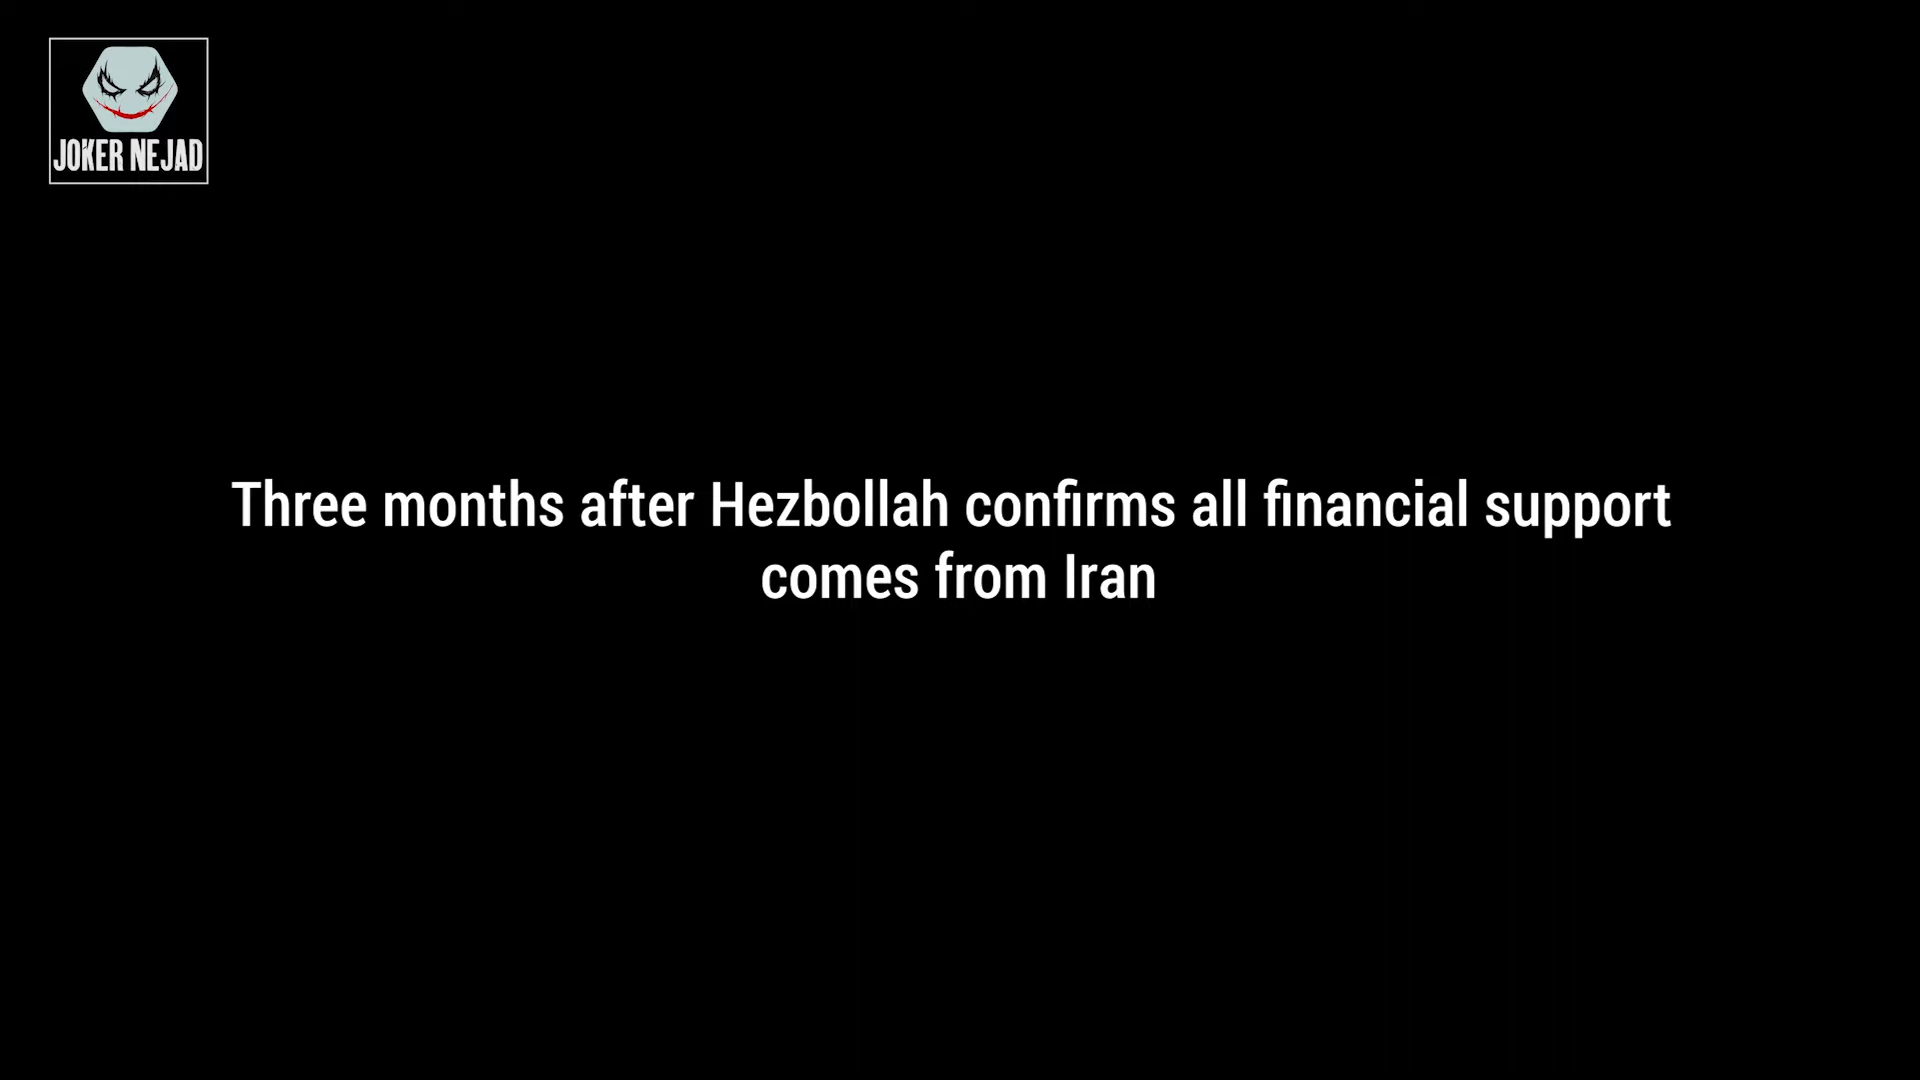 JOKER NEJAD
Three months after Hezbollah confirms all financial support
comes from Iran